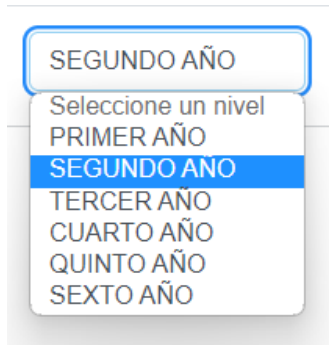 SEGUNDO AÑO
Seleccione un nivel
PRIMER AÑO
SEGUNDO AÑO
TERCER AÑO
CUARTO AÑO
QUINTO AÑO
SEXTO AÑO